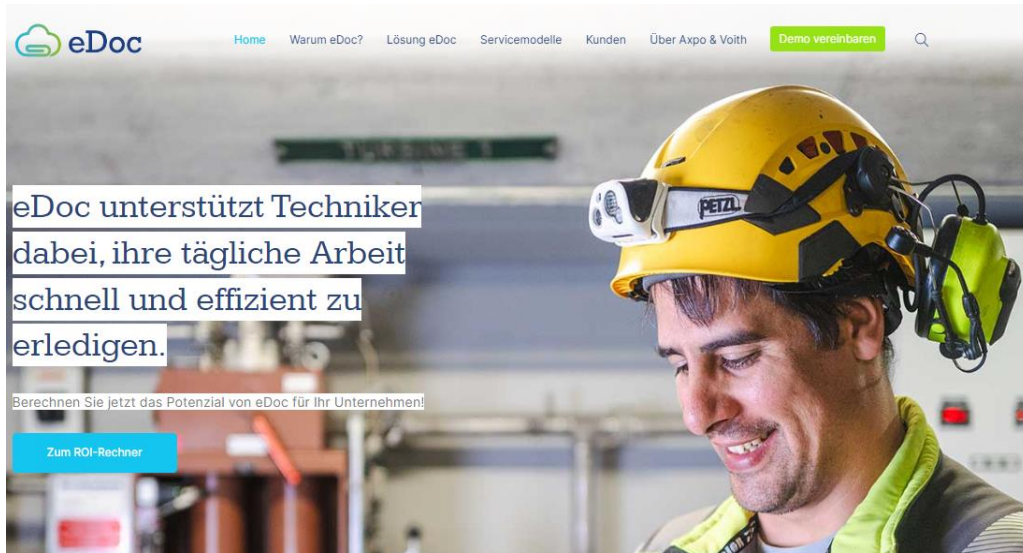 eDoc
Home Warum eDoc? Lösung eDoc Servicemodelle Kunden Über Axpo & Voith Demo vereinbaren
TURBINE 1
PETZL
eDoc unterstützt Techniker
dabei, ihre tägliche Arbeit
schnell und effizient zu
erledigen.
Berechnen Sie jetzt das Potenzial von eDoc für Ihr Unternehmen!
Zum ROI-Rechner